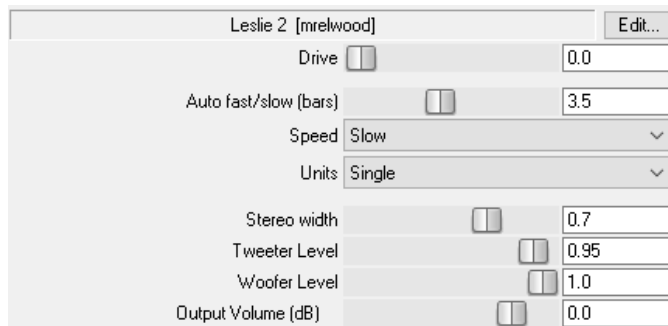 Leslie 2 [mrelwood] Edit...
Drive 0.0
Auto fast/slow (bars) 3.5
Speed Slow
Units Single
Stereo width 0.7
Tweeter Level 0.95
Woofer Level 1.0
Output Volume (dB) 0.0